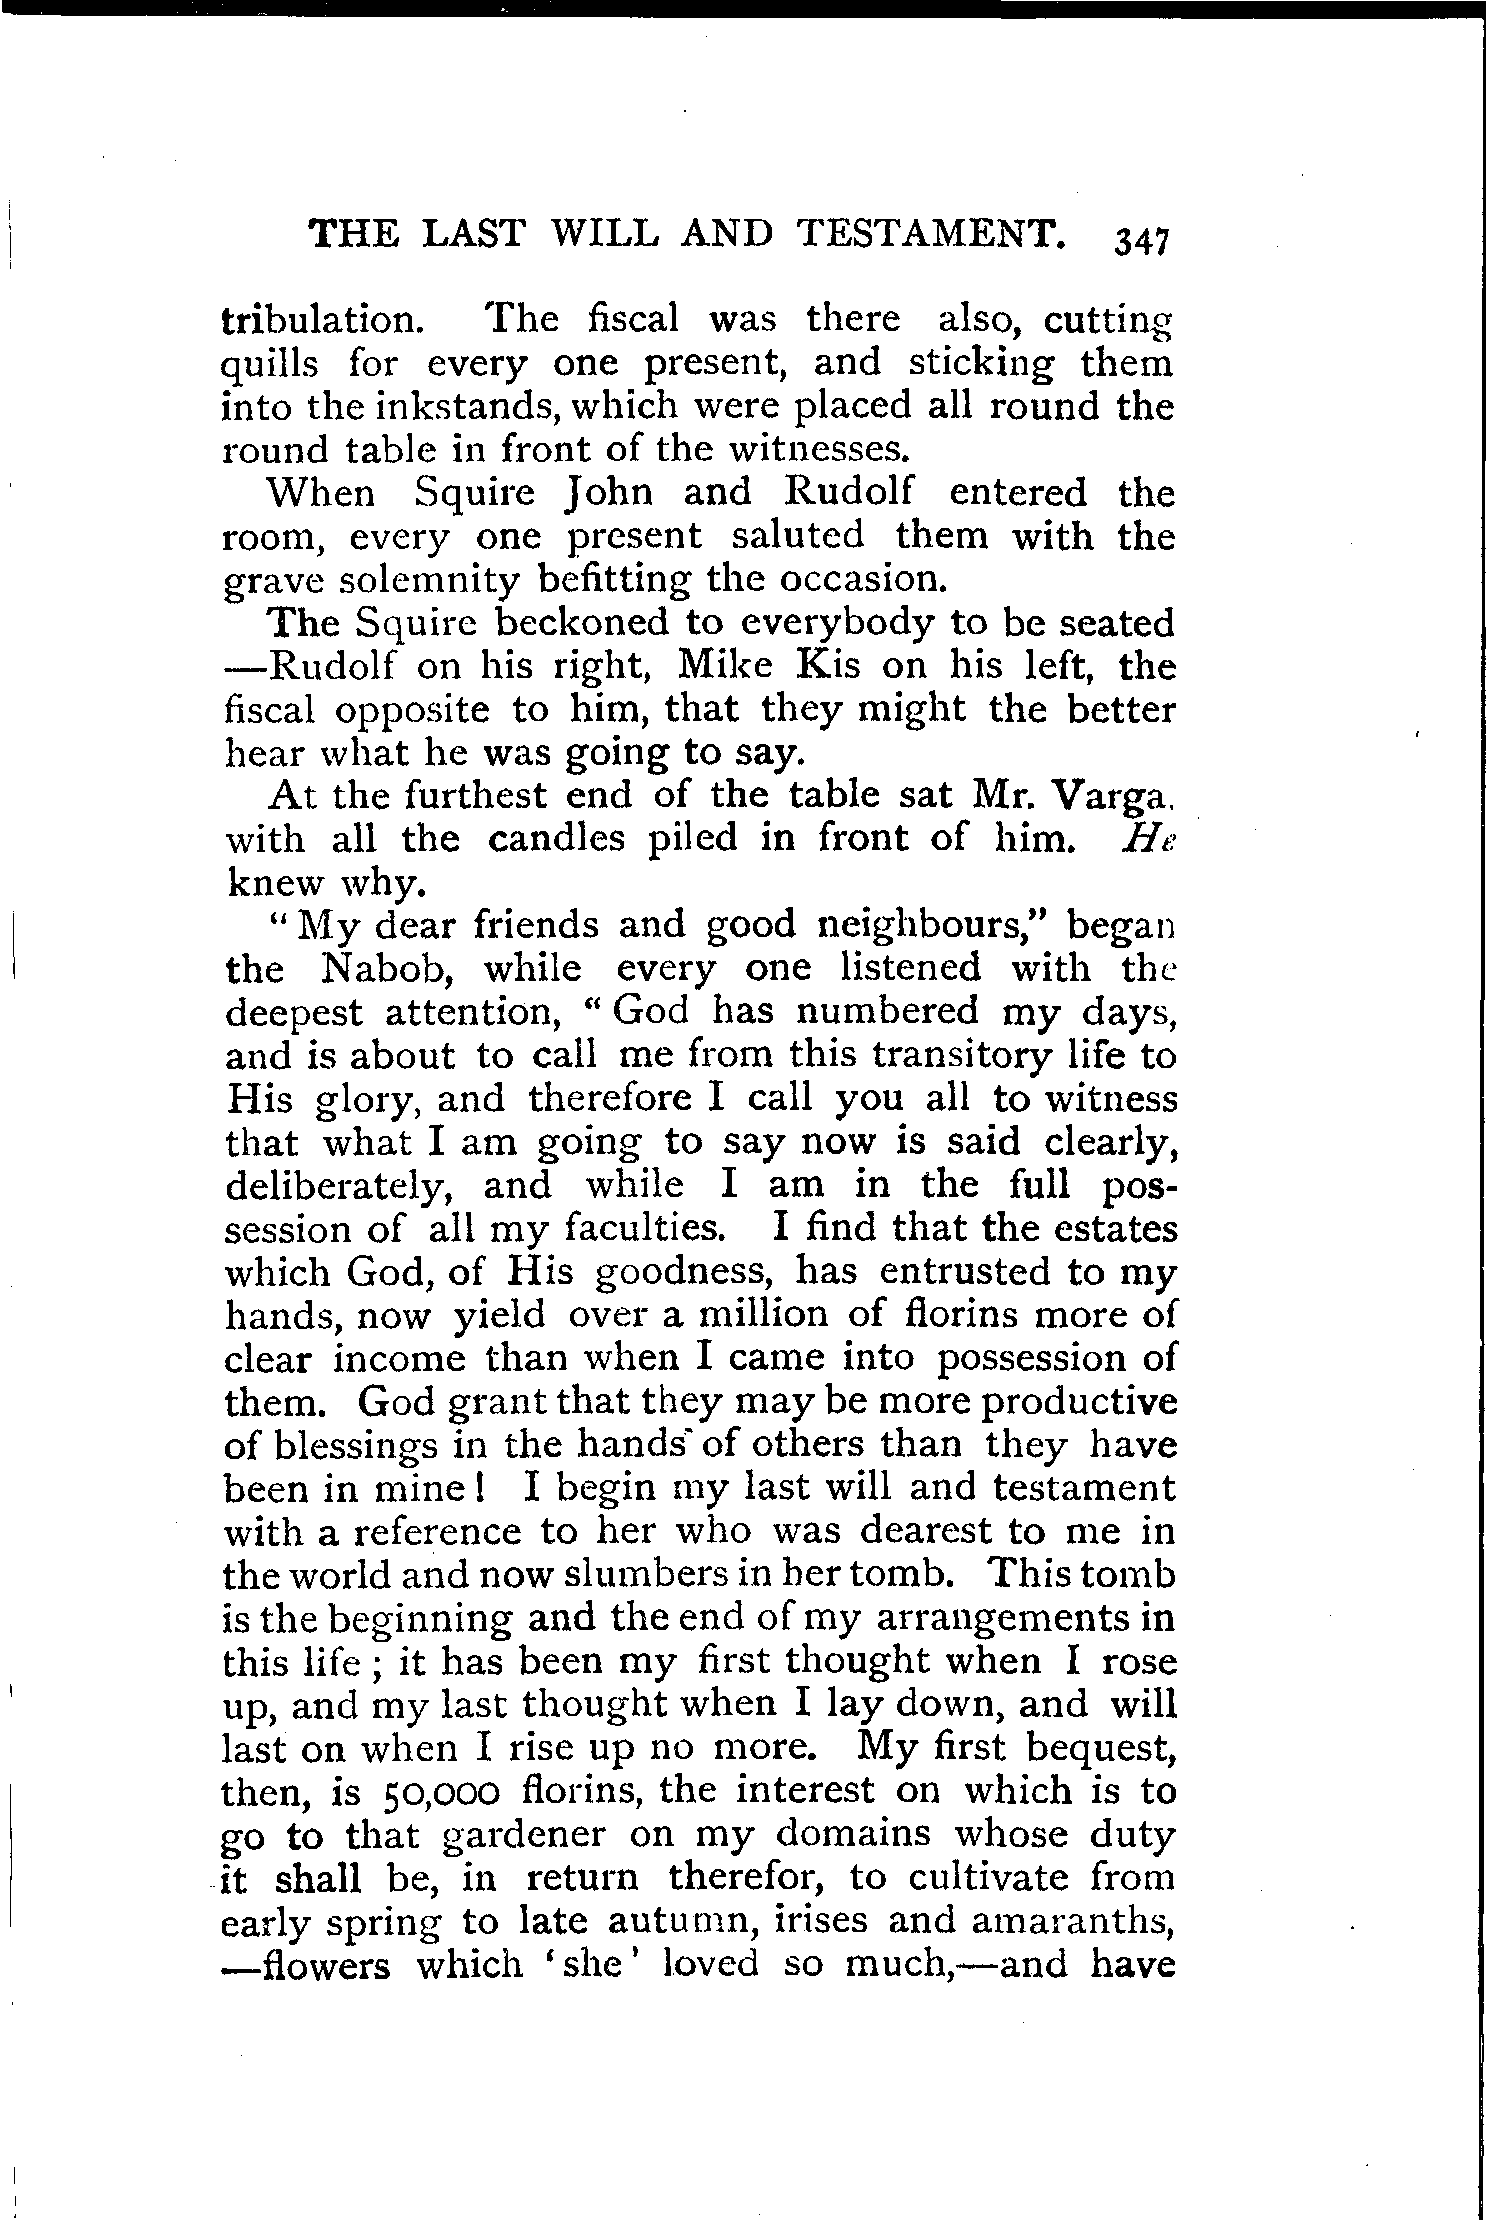 THE LAST WILL AND TESTAMENT. 347
tribulation. The fiscal was there also, cutting
quills for every one present, and sticking them
into the inkstands, which were placed all round the
round table in front of the witnesses.
When Squire John and Rudolf entered the
room, every one present saluted them with the
grave solemnity befitting the occasion.
The Squire beckoned to everybody to be seated
—Rudolf on his right, Mike Kis on his left, the
fiscal opposite to him, that they might the better
hear what he was going to say.
At the furthest end of the table sat Mr. Varga,
with all the candles piled in front of him. He
knew why.
“ My dear friends and good neighbours,” began
the Nabob, while every one listened with the
deepest attention, “ God has numbered my days,
and is about to call me from this transitory life to
His glory, and therefore I call you all to witness
that what I am going to say now is said clearly,
deliberately, and while I am in the full pos-
session of all my faculties. I find that the estates
which God, of His goodness, has entrusted to my
hands, now yield over a million of florins more of
clear income than when I came into possession of
them. God grant that they may be more productive
of blessings in the hands of others than they have
been in mine ! I begin my last will and testament
with a reference to her who was dearest to me in
the world and now slumbers in her tomb. This tomb
is the beginning and the end of my arrangements in
this life ; it has been my first thought when I rose
up, and my last thought when I lay down, and will
last on when I rise up no more. My first bequest,
then, is 50,000 florins, the interest on which is to
go to that gardener on my domains whose duty
it shall be, in return therefor, to cultivate from
early spring to late autumn, irises and amaranths,
—flowers which ‘ she ’ loved so much,—and have